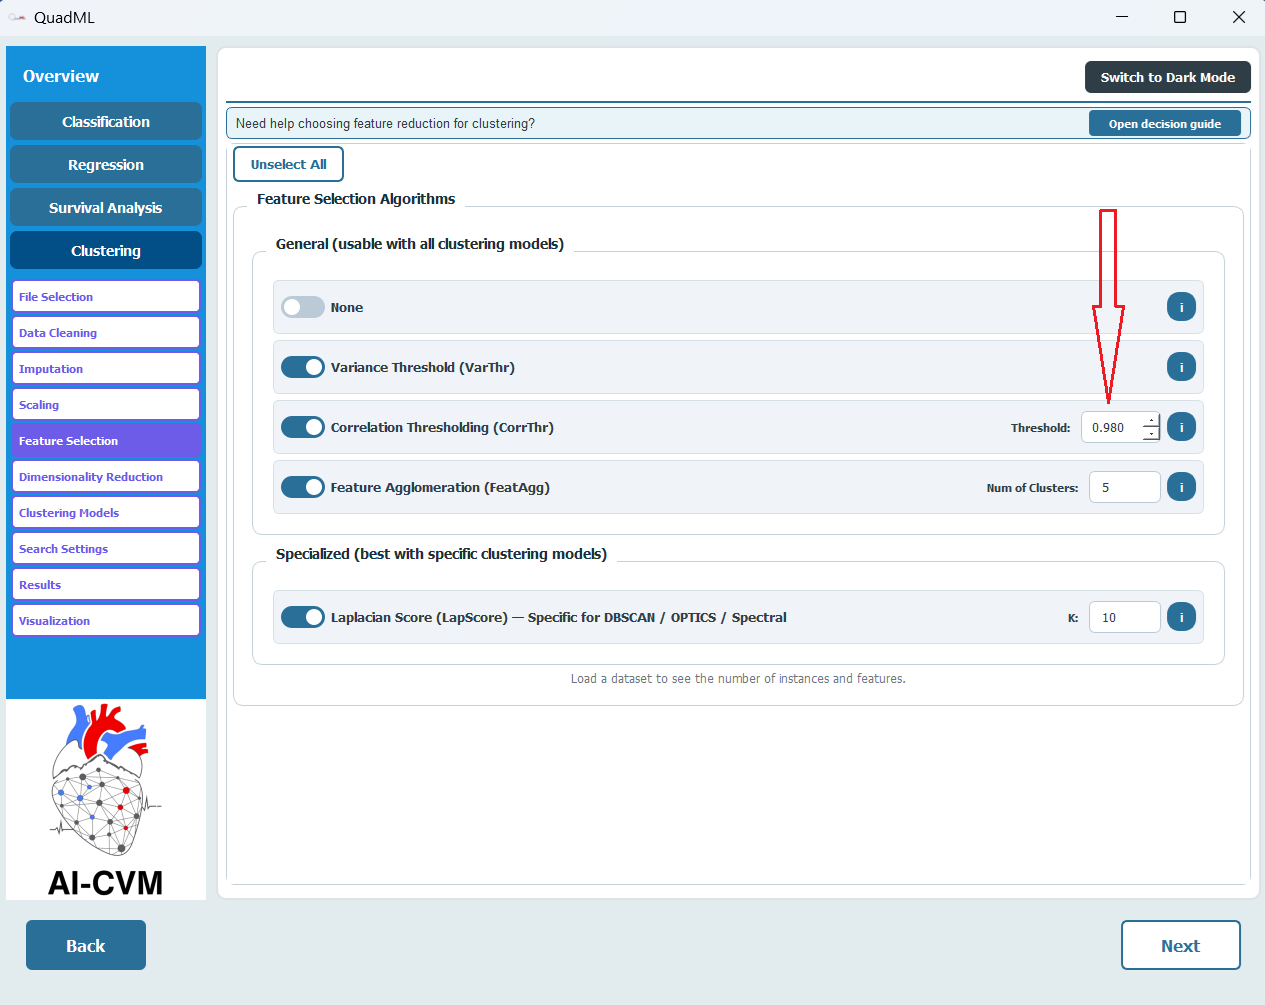 QuadML
Overview
Classification
Regression
Survival Analysis
Clustering
File Selection
Data Cleaning
Imputation
Scaling
Feature Selection
Dimensionality Reduction
Clustering Models
Search Settings
Results
Visualization
AI-CVM
Back
Switch to Dark Mode
Need help choosing feature reduction for clustering?
Open decision guide
Unselect All
Feature Selection Algorithms
General (usable with all clustering models)
None i
Variance Threshold (VarThr) i
Correlation Thresholding (CorrThr) Threshold: 0.980 i
Feature Agglomeration (FeatAgg) Num of Clusters: 5 i
Specialized (best with specific clustering models)
Laplacian Score (LapScore) — Specific for DBSCAN / OPTICS / Spectral K: 10 i
Load a dataset to see the number of instances and features.
Next